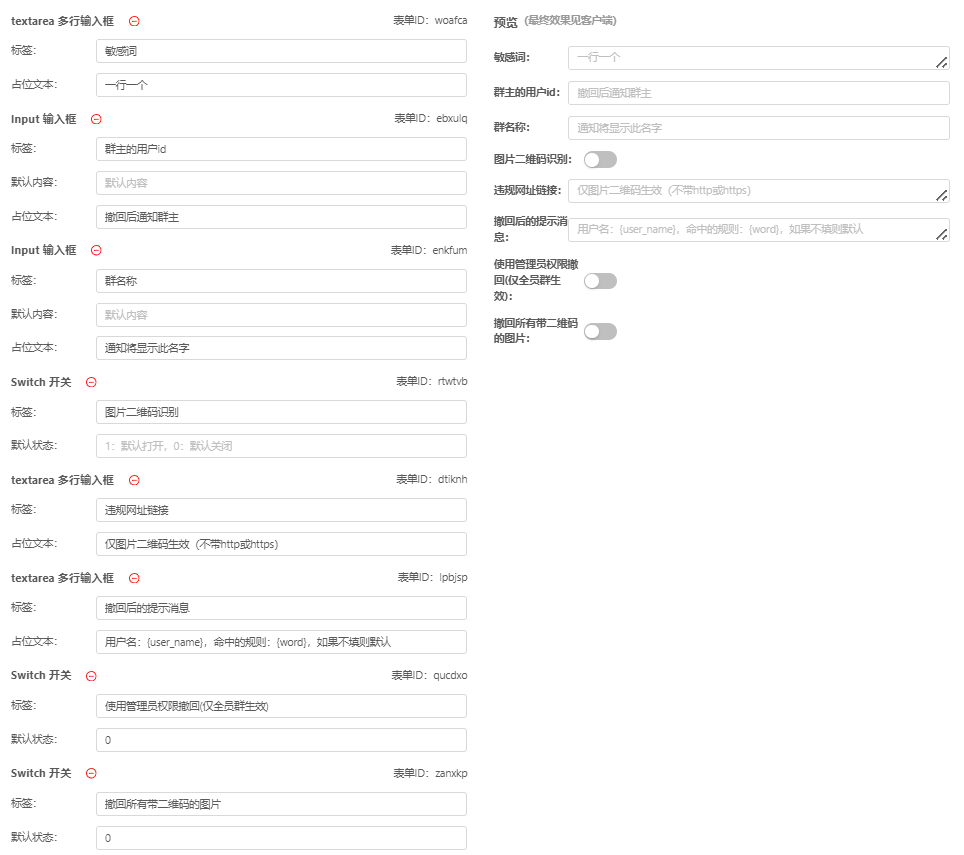 textarea 多行输入框 表单ID: woafca
标签: 敏感词
占位文本: 一行一个
Input 输入框 表单ID: ebxulq
标签: 群主的用户id
默认内容: 默认内容
占位文本: 撤回后通知群主
Input 输入框 表单ID: enkfum
标签: 群名称
默认内容: 默认内容
占位文本: 通知将显示此名字
Switch 开关 表单ID: rtwtvb
标签: 图片二维码识别
默认状态: 1: 默认打开, 0: 默认关闭
textarea 多行输入框 表单ID: dtiknh
标签: 违规网址链接
占位文本: 仅图片二维码生效（不带http或https）
textarea 多行输入框 表单ID: lpbjsp
标签: 撤回后的提示消息
占位文本: 用户名: {user_name}, 命中的规则: {word}, 如果不填则默认
Switch 开关 表单ID: qucdxo
标签: 使用管理员权限撤回(仅全员群生效)
默认状态: 0
Switch 开关 表单ID: zanxkp
标签: 撤回所有带二维码的图片
默认状态: 0
预览 (最终效果见客户端)
敏感词: 一行一个
群主的用户id: 撤回后通知群主
群名称: 通知将显示此名字
图片二维码识别:
违规网址链接: 仅图片二维码生效（不带http或https）
撤回后的提示消
息: 用户名: {user_name}, 命中的规则: {word}, 如果不填则默认
使用管理员权限撤
回(仅全员群生
效):
撤回所有带二维码
的图片: